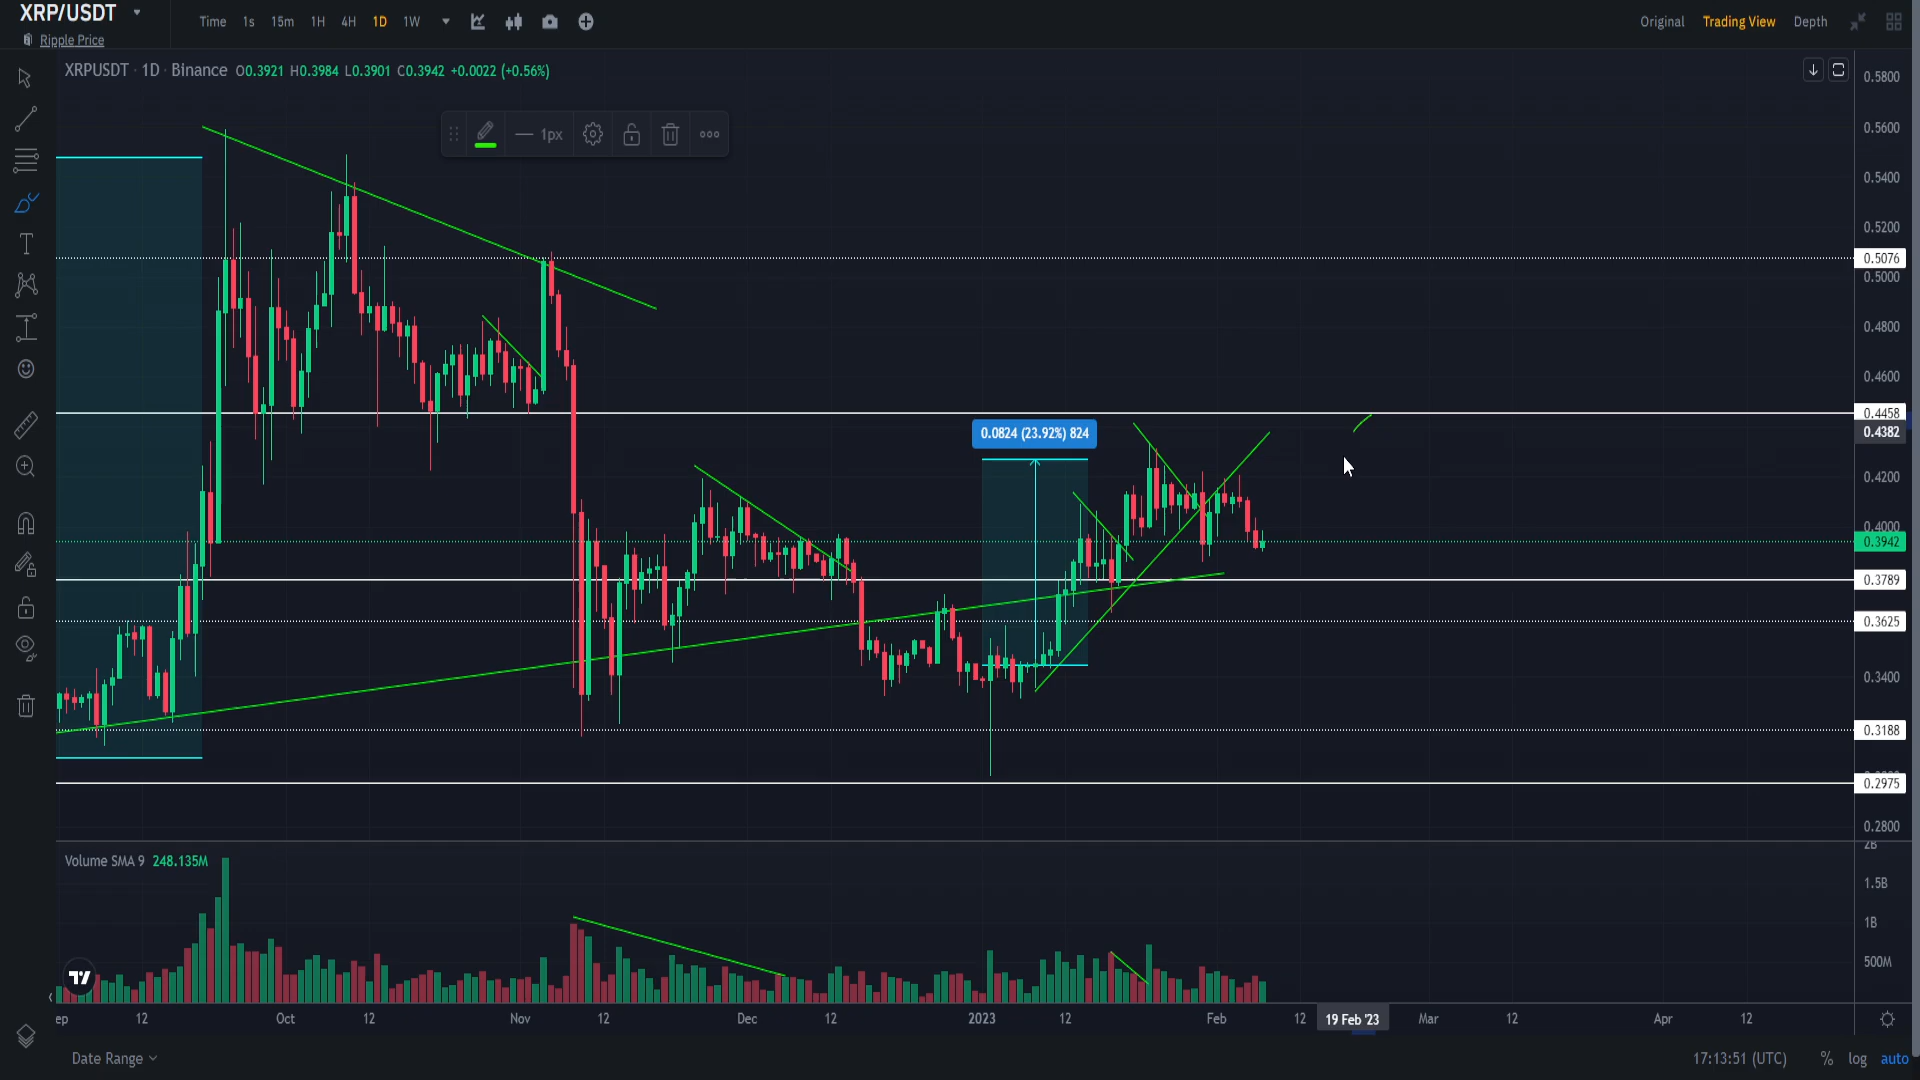 XRP/USDT
Ripple Price
Time 1s 15m 1H 4H 1D 1W
Original Trading View Depth
XRPUSDT · 1D · Binance O0.3921 H0.3984 L0.3901 C0.3942 +0.0022 (+0.56%)
1px
0.5800
0.5600
0.5400
0.5200
0.5076
0.5000
0.4800
0.4600
0.4458
0.4382
0.0824 (23.92%) 824
0.4200
0.4000
0.3942
0.3789
0.3625
0.3400
0.3188
0.2975
0.2800
2B
Volume SMA 9 248.135M
1.5B
1B
500M
ep 12 Oct 12 Nov 12 Dec 12 2023 12 Feb 12 19 Feb '23 Mar 12 Apr 12
Date Range
17:13:51 (UTC) % log auto